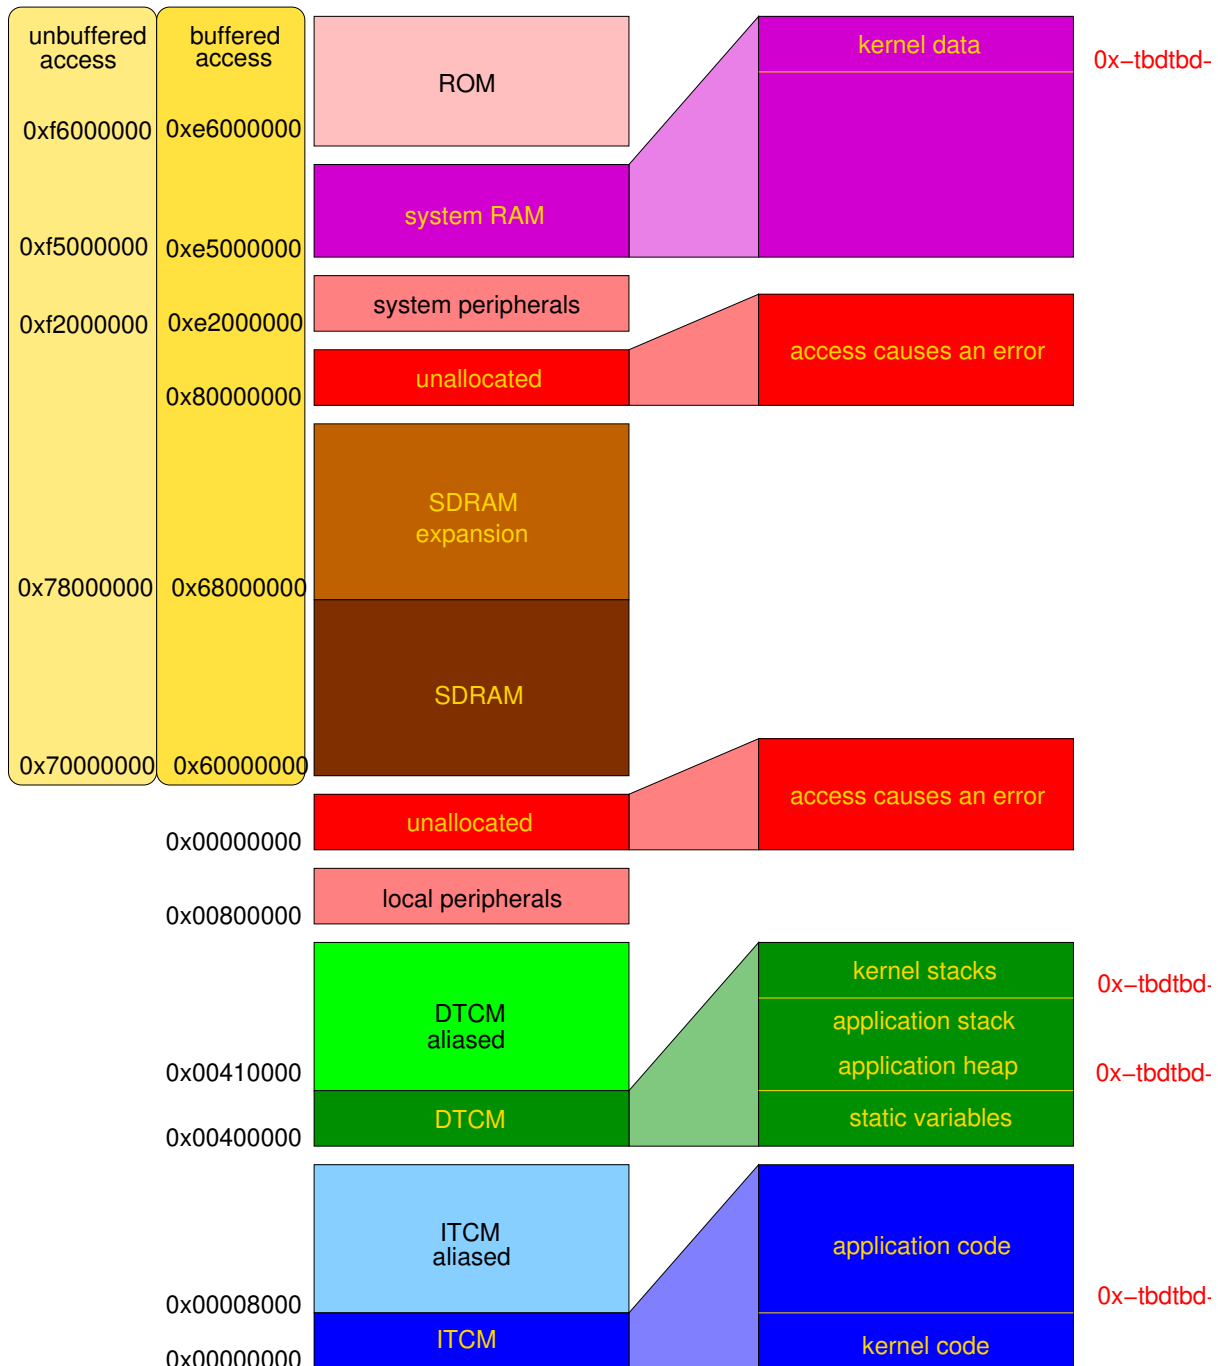 unbuffered
access
buffered
access
ROM
kernel data
0x−tbdtbd-
0xf6000000
0xe6000000
system RAM
0xf5000000
0xe5000000
system peripherals
0xf2000000
0xe2000000
access causes an error
unallocated
0x80000000
SDRAM
expansion
0x78000000
0x68000000
SDRAM
0x70000000
0x60000000
access causes an error
unallocated
0x00000000
local peripherals
0x00800000
kernel stacks
0x−tbdtbd-
DTCM
aliased
application stack
application heap
0x00410000
0x−tbdtbd-
DTCM
static variables
0x00400000
ITCM
aliased
application code
0x00008000
0x−tbdtbd-
ITCM
kernel code
0x00000000